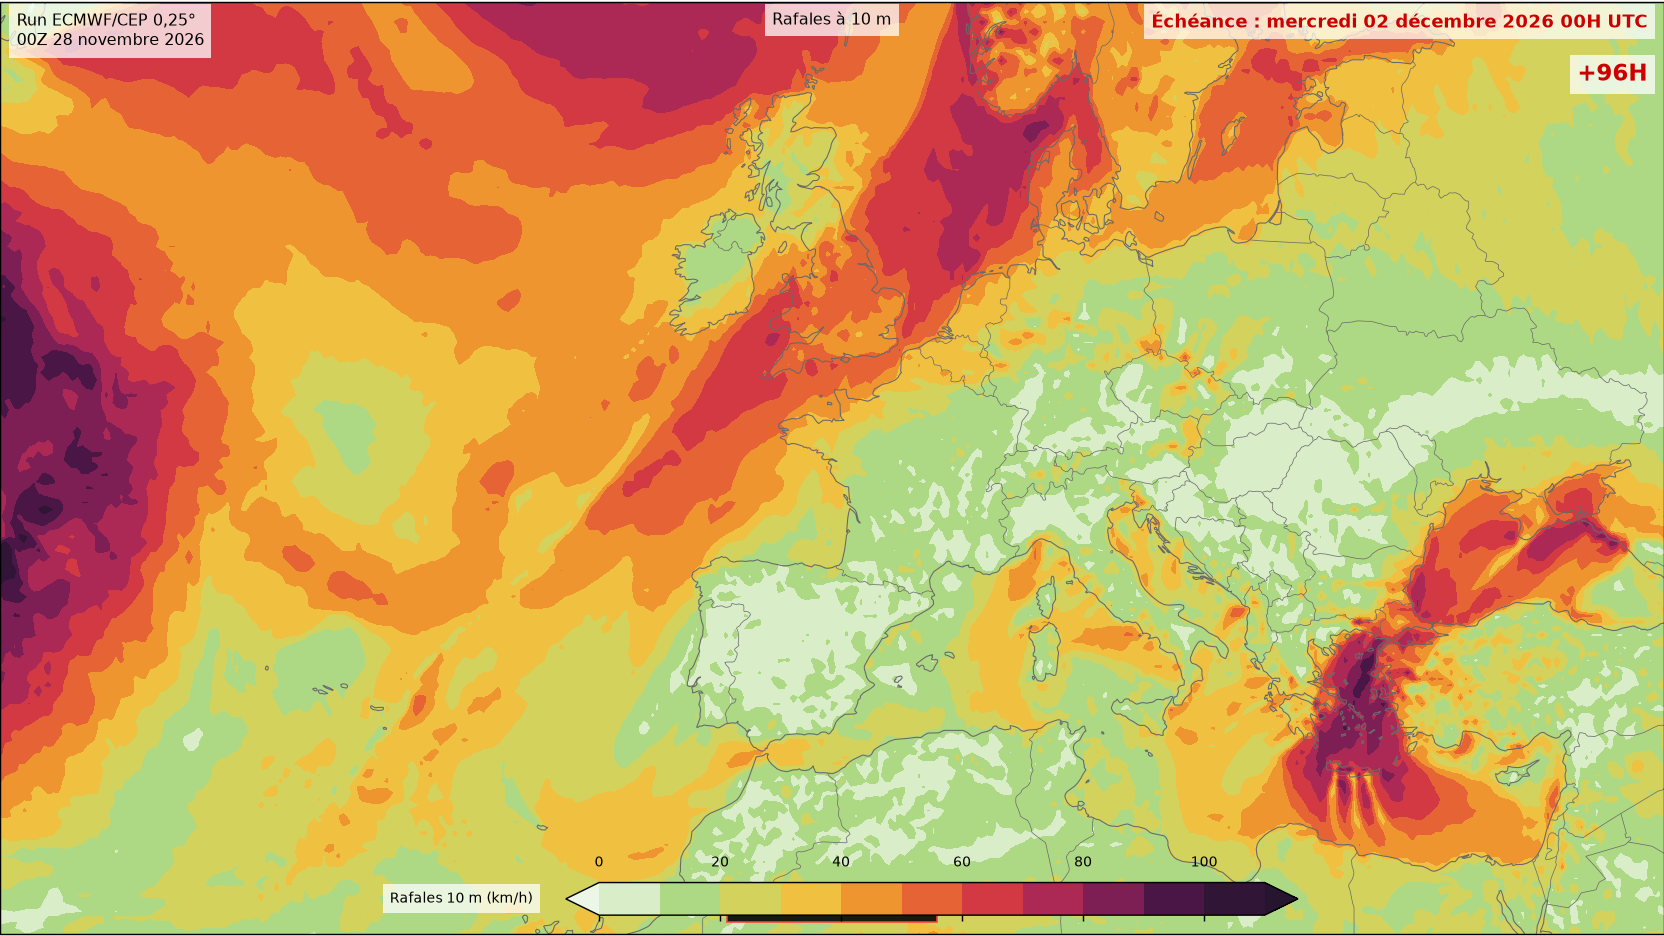 Run ECMWF/CEP 0,25°
00Z 28 novembre 2026
Rafales à 10 m
Échéance : mercredi 02 décembre 2026 00H UTC
+96H
0 20 40 60 80 100
Rafales 10 m (km/h)